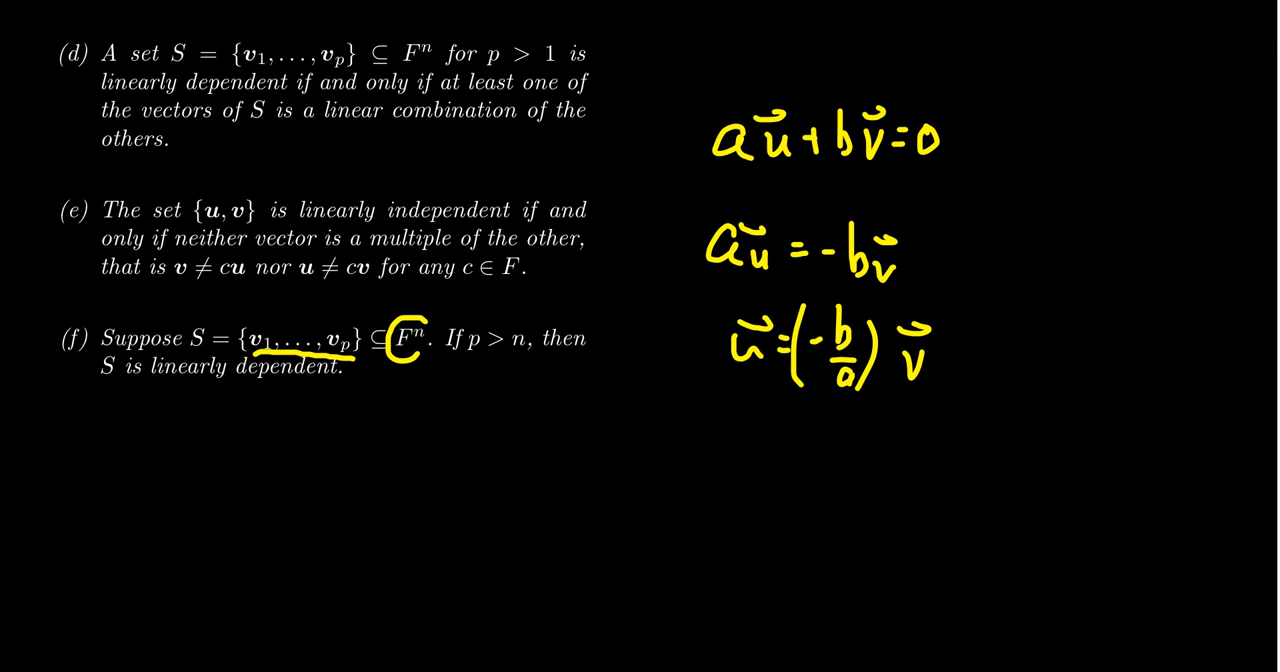 (d) A set S = {v₁, . . . , vₚ} ⊆ Fⁿ for p > 1 is
linearly dependent if and only if at least one of
the vectors of S is a linear combination of the
others.
(e) The set {u, v} is linearly independent if and
only if neither vector is a multiple of the other,
that is v ≠ cu nor u ≠ cv for any c ∈ F.
(f) Suppose S = {v₁, . . . , vₚ} ⊆ Fⁿ. If p > n, then
S is linearly dependent.
au⃗ + bv⃗ = 0
au⃗ = -bv⃗
u⃗ = (-b/a) v⃗